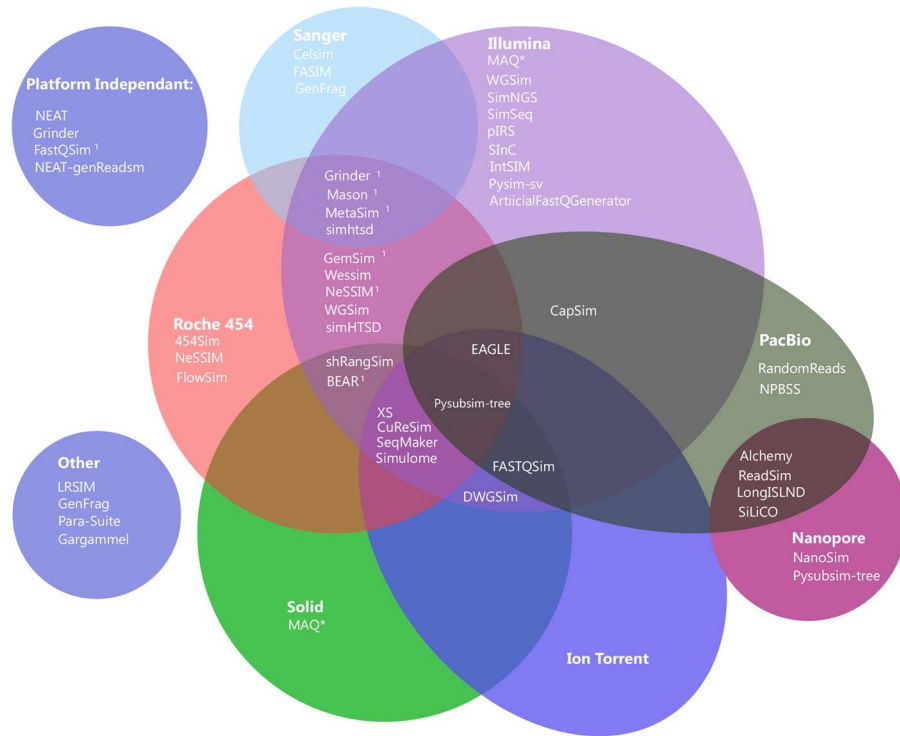 Platform Independant:
NEAT
Grinder
FastQSim ¹
NEAT-genReadsm
Sanger
Celsim
FASIM
GenFrag
Illumina
MAQ*
WGSim
SimNGS
SimSeq
pIRS
SInC
IntSIM
Pysim-sv
ArtiicialFastQGenerator
Grinder ¹
Mason ¹
MetaSim ¹
simhtsd
GemSim ¹
Wessim
NeSSIM ¹
WGSim
simHTSD
Roche 454
454Sim
NeSSIM
FlowSim
shRangSim
BEAR ¹
CapSim
EAGLE
Pysubsim-tree
PacBio
RandomReads
NPBSS
XS
CuReSim
SeqMaker
Simulome
FASTQSim
DWGSim
Alchemy
ReadSim
LongISLND
SiLiCO
Nanopore
NanoSim
Pysubsim-tree
Other
LRSIM
GenFrag
Para-Suite
Gargammel
Solid
MAQ*
Ion Torrent